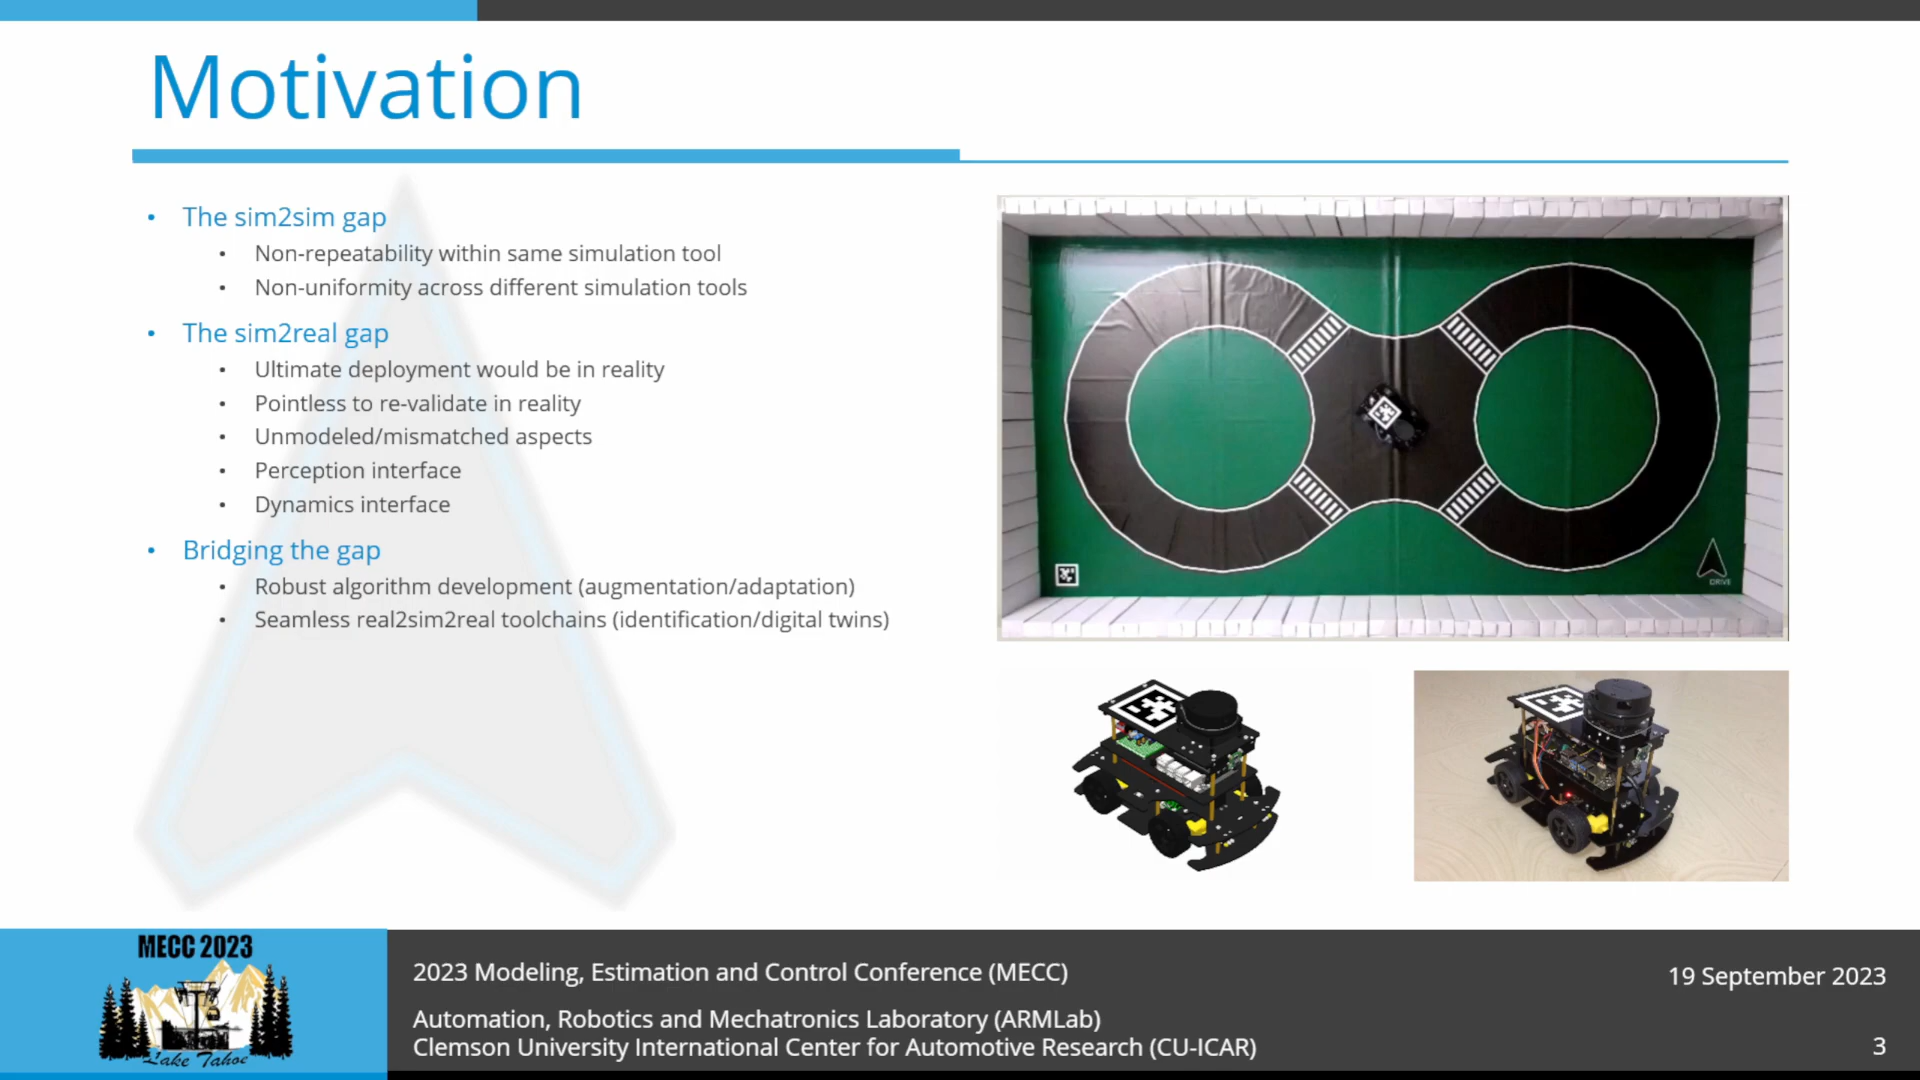 Motivation
• The sim2sim gap
• Non-repeatability within same simulation tool
• Non-uniformity across different simulation tools
• The sim2real gap
• Ultimate deployment would be in reality
• Pointless to re-validate in reality
• Unmodeled/mismatched aspects
• Perception interface
• Dynamics interface
• Bridging the gap
• Robust algorithm development (augmentation/adaptation)
• Seamless real2sim2real toolchains (identification/digital twins)
DRIVE
MECC 2023
Lake Tahoe
2023 Modeling, Estimation and Control Conference (MECC)
Automation, Robotics and Mechatronics Laboratory (ARMLab)
Clemson University International Center for Automotive Research (CU-ICAR)
19 September 2023
3